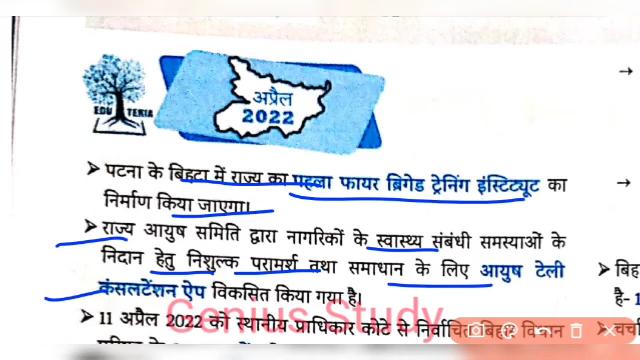 EDU TERIA
अप्रैल
2022
➤ पटना के बिहटा में राज्य का पहला फायर ब्रिगेड ट्रेनिंग इंस्टिट्यूट का
निर्माण किया जाएगा।
➤ राज्य आयुष समिति द्वारा नागरिकों के स्वास्थ्य संबंधी समस्याओं के
निदान हेतु निशुल्क परामर्श तथा समाधान के लिए आयुष टेली
कंसलटेंशन ऐप विकसित किया गया है।
➤ 11 अप्रैल 2022 को स्थानीय प्राधिकार कोटे से निर्वाचित बिहार विधान
Genius Study
➤ बिह
है- 1